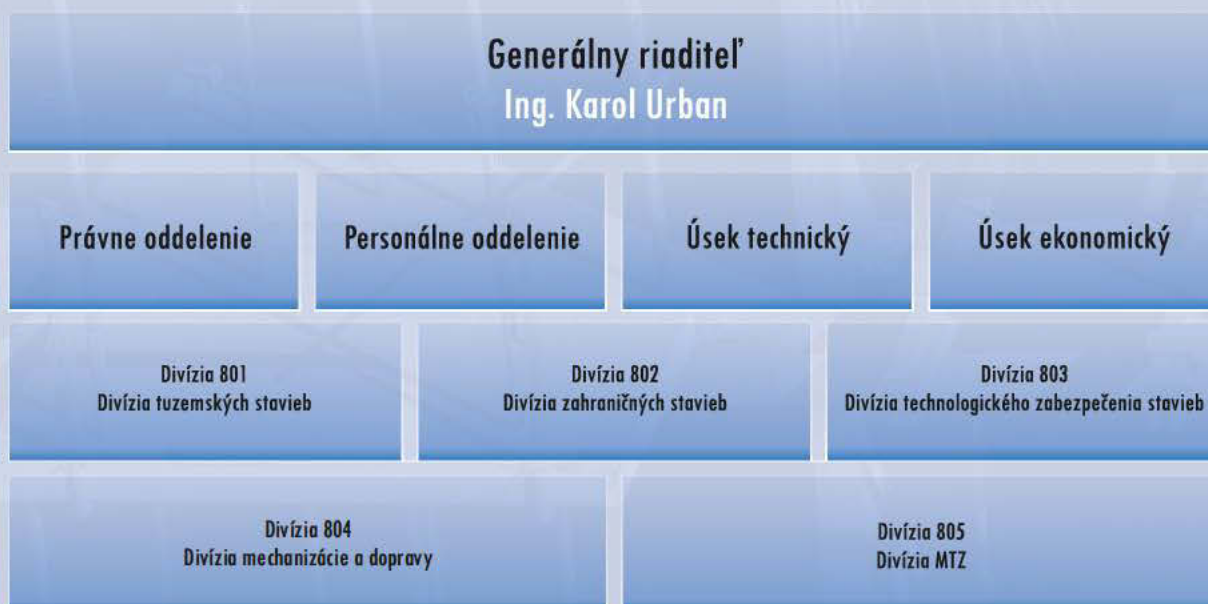 Generálny riaditeľ
Ing. Karol Urban
Právne oddelenie
Personálne oddelenie
Úsek technický
Úsek ekonomický
Divízia 801
Divízia tuzemských stavieb
Divízia 802
Divízia zahraničných stavieb
Divízia 803
Divízia technologického zabezpečenia stavieb
Divízia 804
Divízia mechanizácie a dopravy
Divízia 805
Divízia MTZ